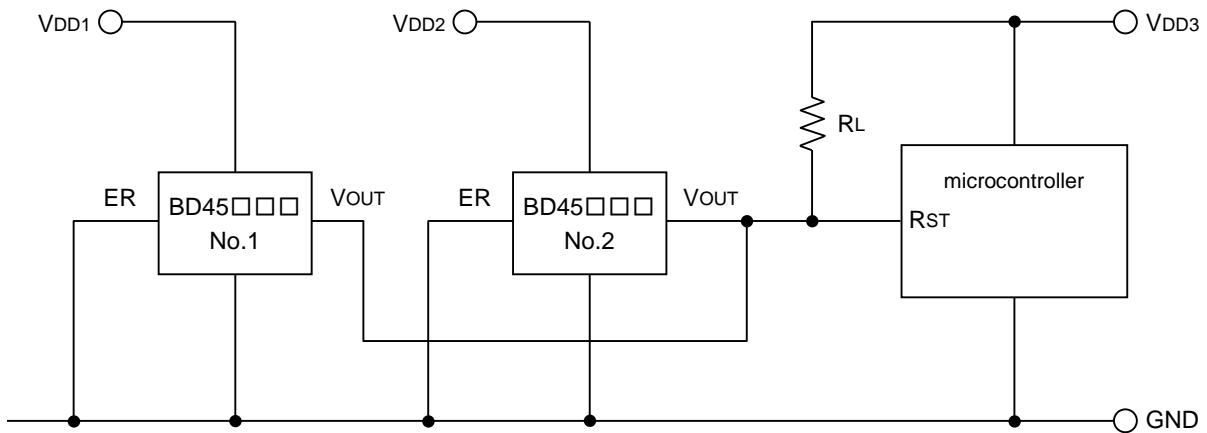 VDD1
VDD2
VDD3
RL
microcontroller
ER
BD45□□□
No.1
VOUT
ER
BD45□□□
No.2
VOUT
RST
GND